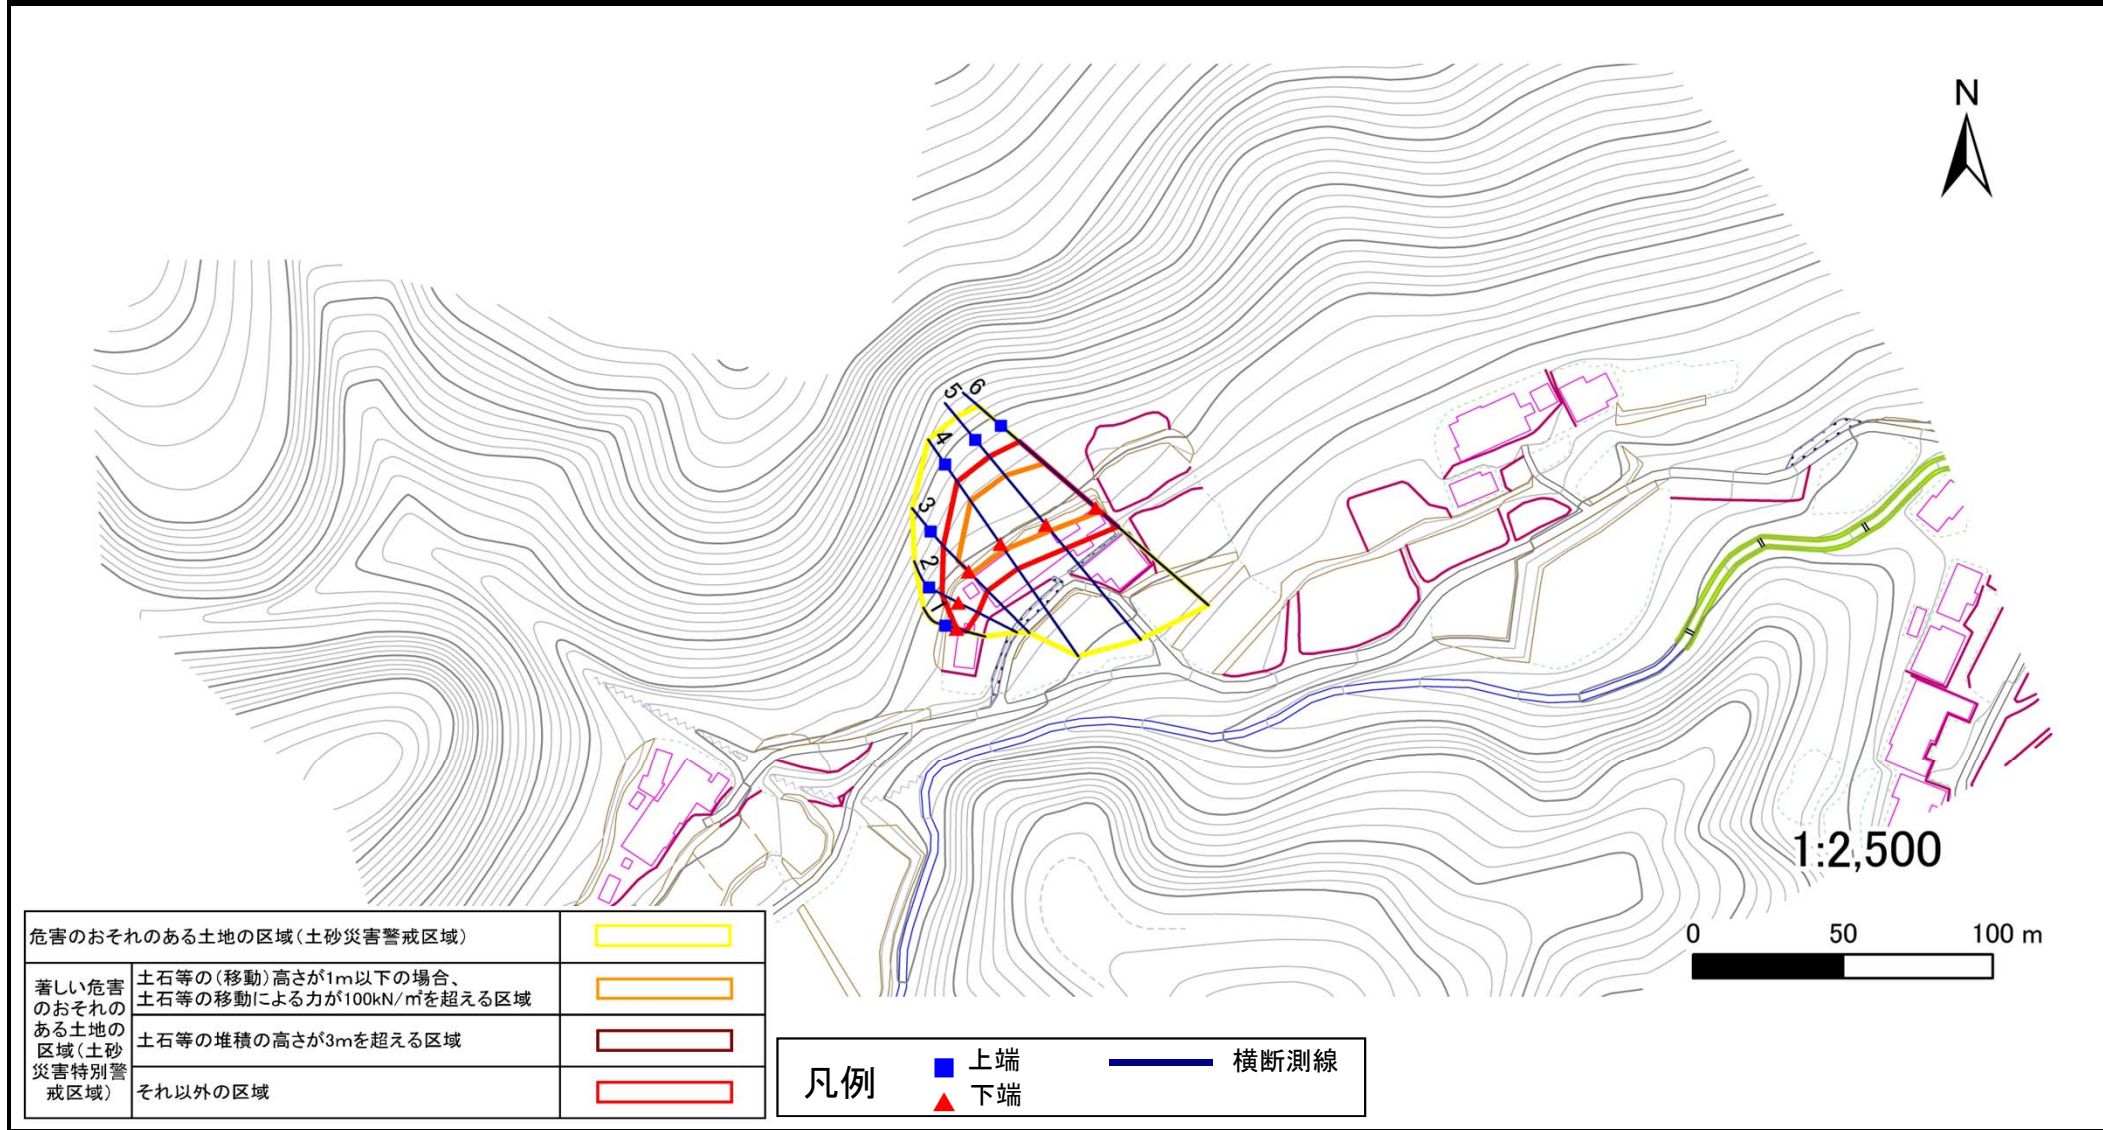 N
6
5
4
3
2
1
1:2,500
0 50 100 m
危害のおそれのある土地の区域(土砂災害警戒区域)
著しい危害
のおそれの
ある土地の
区域(土砂
災害特別警
戒区域)
土石等の(移動)高さが1m以下の場合、
土石等の移動による力が100kN/㎡を超える区域
土石等の堆積の高さが3mを超える区域
それ以外の区域
凡例
上端
下端
横断測線